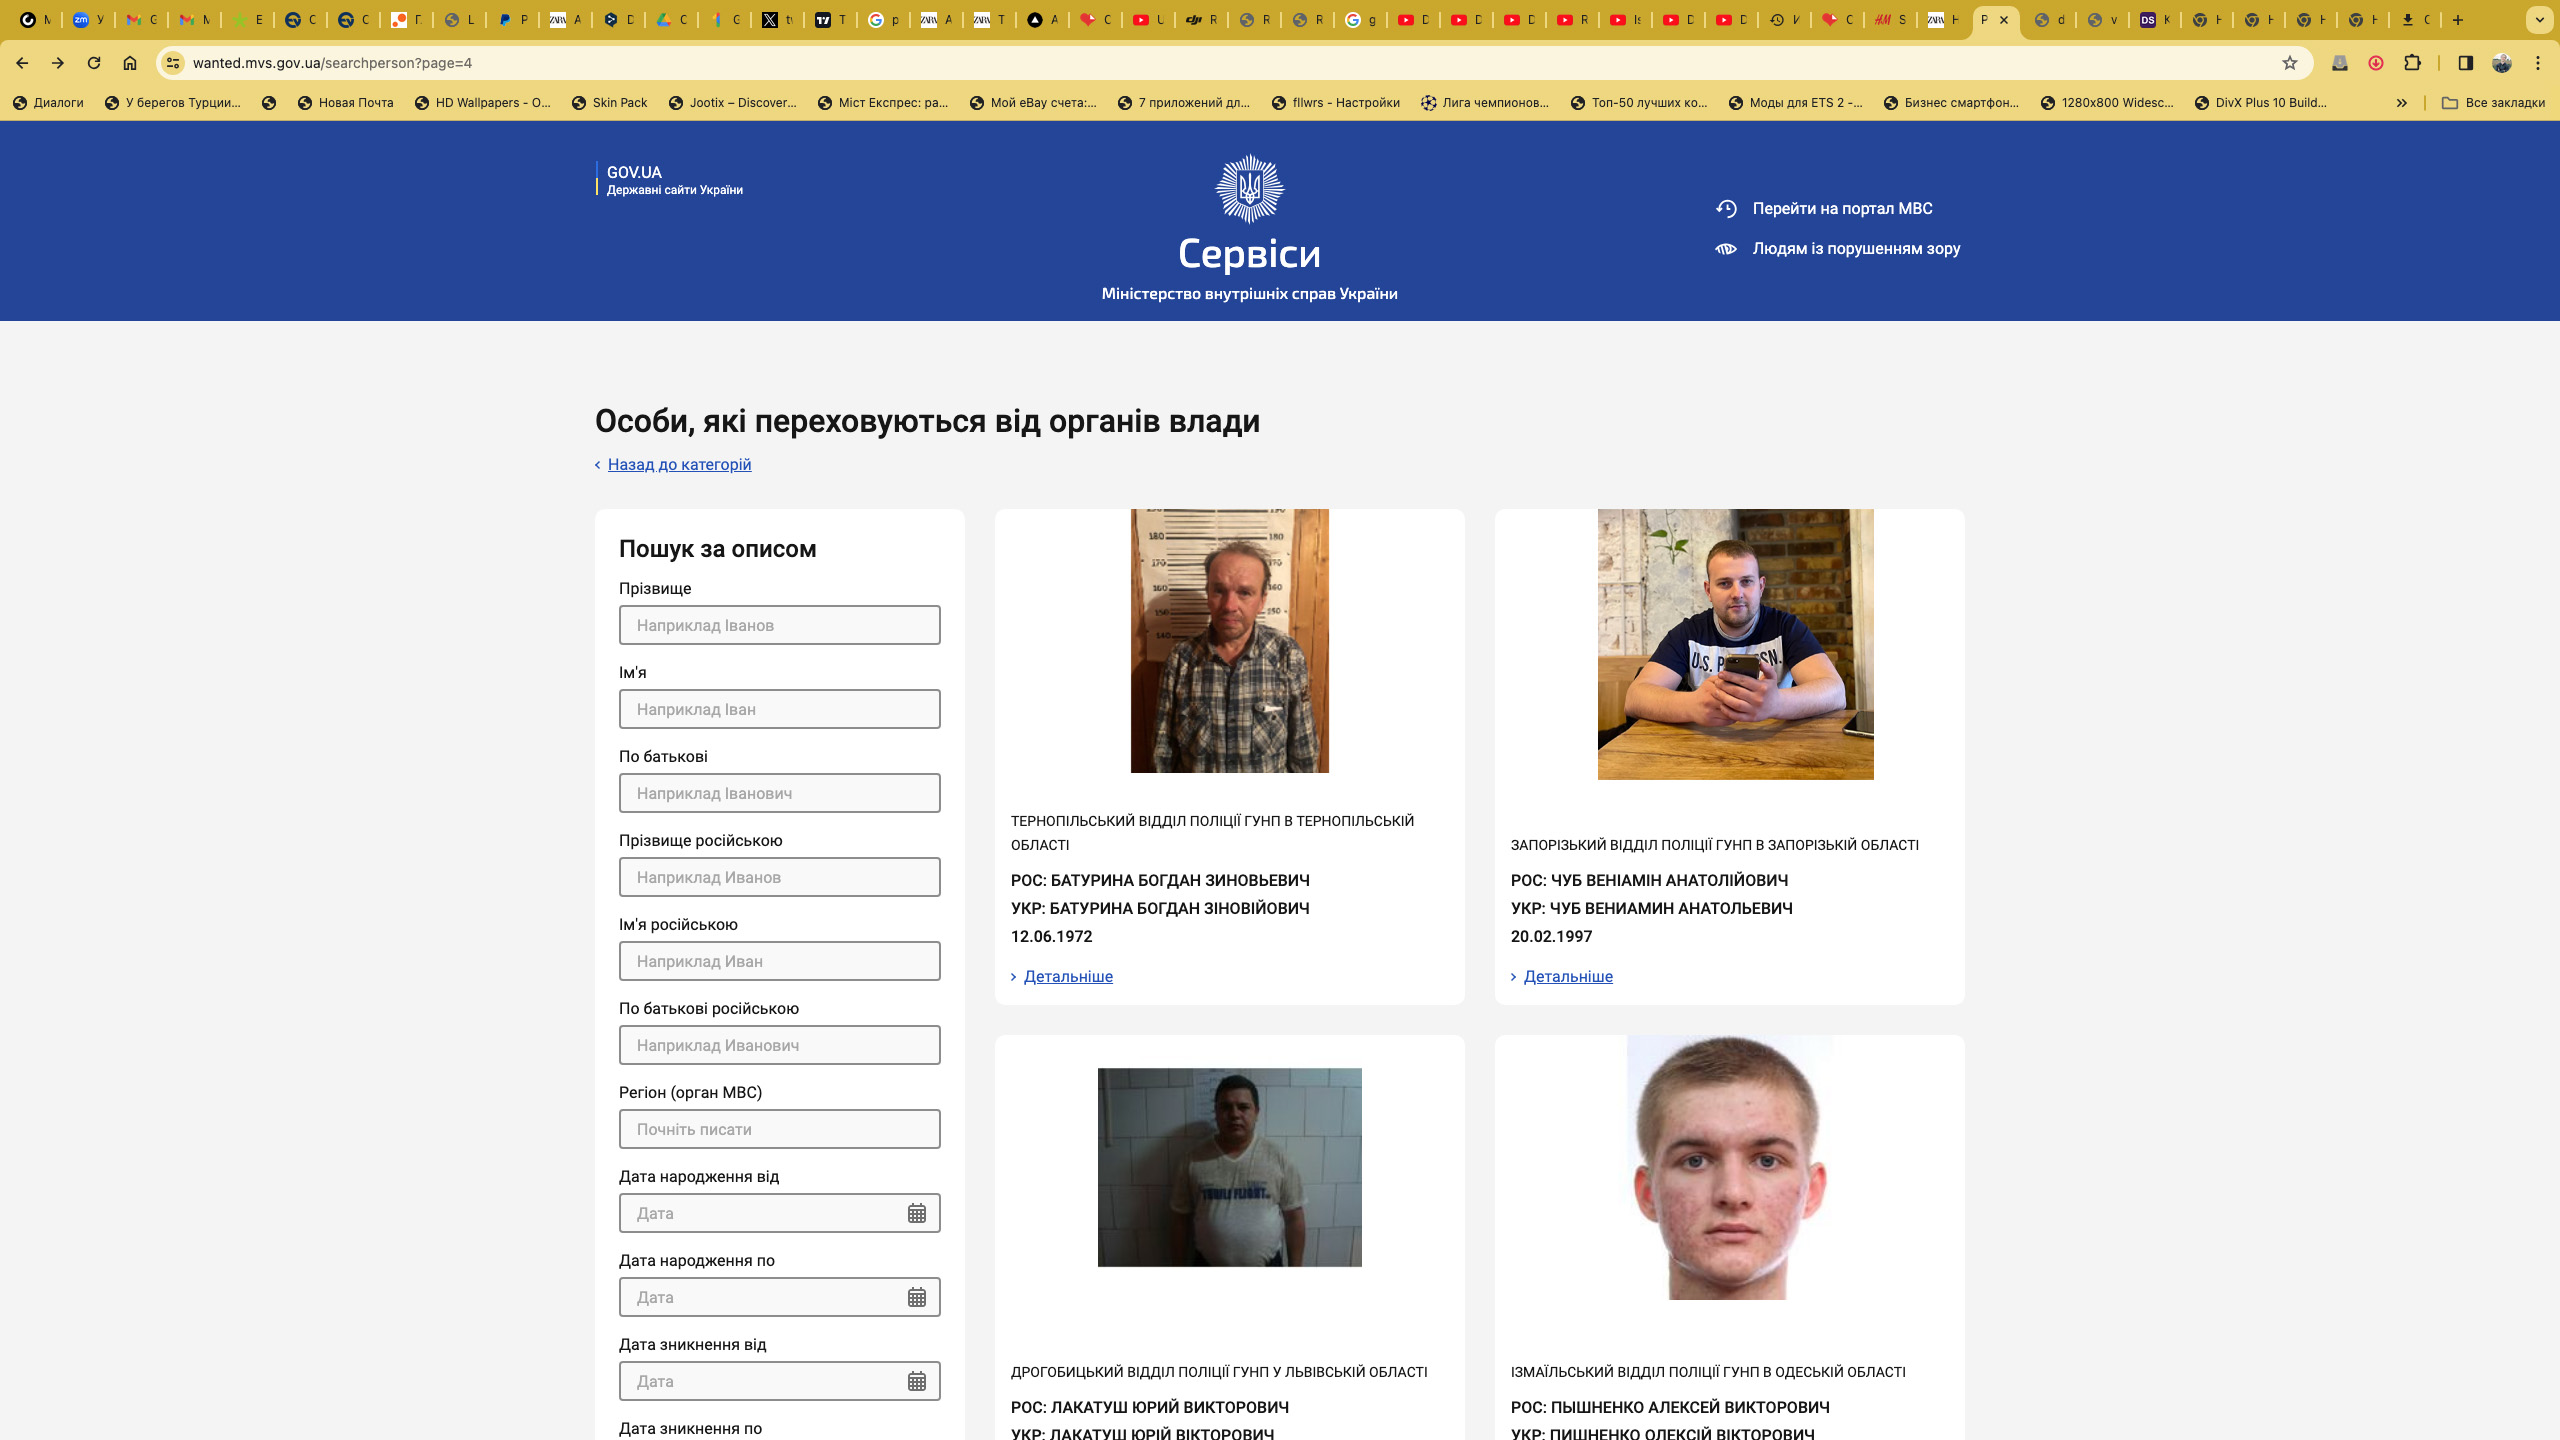 wanted.mvs.gov.ua/searchperson?page=4
Диалоги
У берегов Турции...
Новая Почта
HD Wallpapers - O...
Skin Pack
Jootix – Discover...
Міст Експрес: ра...
Мой eBay счета:...
7 приложений дл...
fllwrs - Настройки
Лига чемпионов...
Топ-50 лучших ко...
Моды для ETS 2 -...
Бизнес смартфон...
1280x800 Widesc...
DivX Plus 10 Build...
Все закладки
GOV.UA
Державні сайти України
Сервіси
Міністерство внутрішніх справ України
Перейти на портал МВС
Людям із порушенням зору
Особи, які переховуються від органів влади
Назад до категорій
Пошук за описом
Прізвище
Наприклад Іванов
Ім'я
Наприклад Іван
По батькові
Наприклад Іванович
Прізвище російською
Наприклад Иванов
Ім'я російською
Наприклад Иван
По батькові російською
Наприклад Иванович
Регіон (орган МВС)
Почніть писати
Дата народження від
Дата
Дата народження по
Дата
Дата зникнення від
Дата
Дата зникнення по
ТЕРНОПІЛЬСЬКИЙ ВІДДІЛ ПОЛІЦІЇ ГУНП В ТЕРНОПІЛЬСЬКІЙ
ОБЛАСТІ
РОС: БАТУРИНА БОГДАН ЗИНОВЬЕВИЧ
УКР: БАТУРИНА БОГДАН ЗІНОВІЙОВИЧ
12.06.1972
Детальніше
ЗАПОРІЗЬКИЙ ВІДДІЛ ПОЛІЦІЇ ГУНП В ЗАПОРІЗЬКІЙ ОБЛАСТІ
РОС: ЧУБ ВЕНІАМІН АНАТОЛІЙОВИЧ
УКР: ЧУБ ВЕНИАМИН АНАТОЛЬЕВИЧ
20.02.1997
Детальніше
ДРОГОБИЦЬКИЙ ВІДДІЛ ПОЛІЦІЇ ГУНП У ЛЬВІВСЬКІЙ ОБЛАСТІ
РОС: ЛАКАТУШ ЮРИЙ ВИКТОРОВИЧ
УКР: ЛАКАТУШ ЮРІЙ ВІКТОРОВИЧ
ІЗМАЇЛЬСЬКИЙ ВІДДІЛ ПОЛІЦІЇ ГУНП В ОДЕСЬКІЙ ОБЛАСТІ
РОС: ПЫШНЕНКО АЛЕКСЕЙ ВИКТОРОВИЧ
УКР: ПИШНЕНКО ОЛЕКСІЙ ВІКТОРОВИЧ